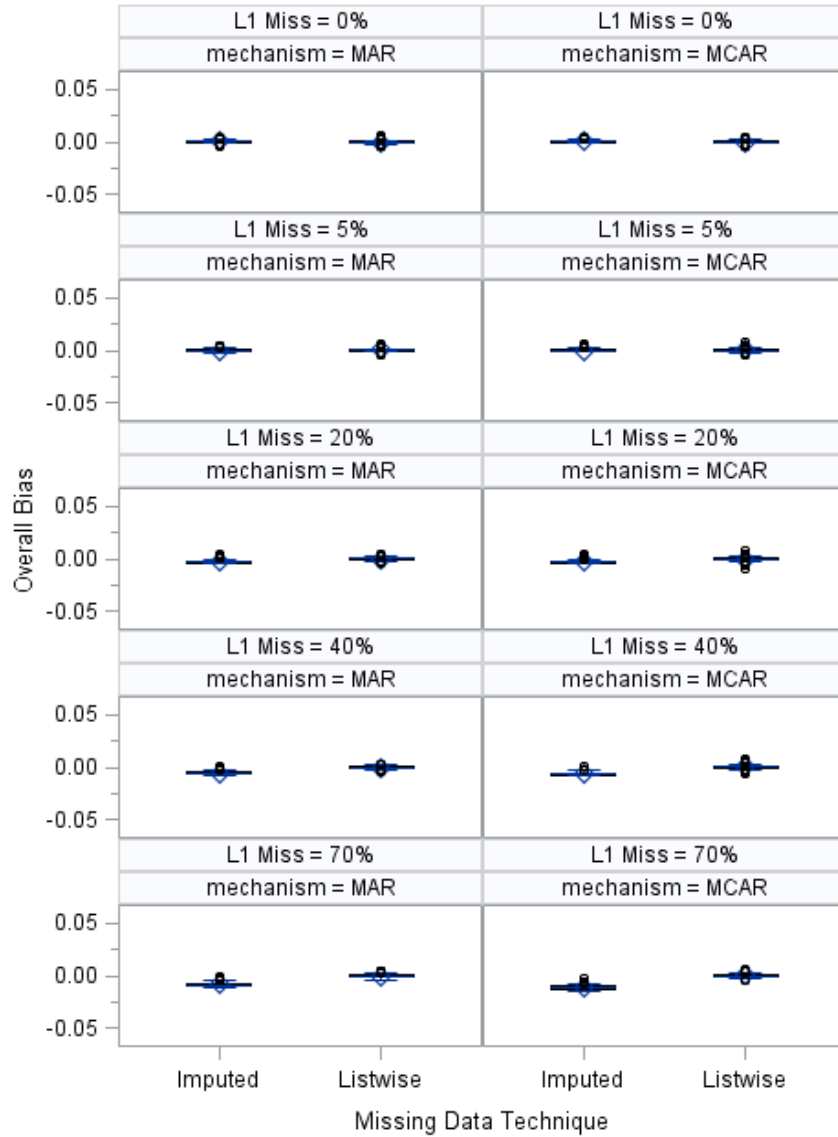 L1 Miss = 0% L1 Miss = 0%
mechanism = MAR mechanism = MCAR
0.05
0.00
-0.05
L1 Miss = 5% L1 Miss = 5%
mechanism = MAR mechanism = MCAR
0.05
0.00
-0.05
L1 Miss = 20% L1 Miss = 20%
mechanism = MAR mechanism = MCAR
0.05
0.00
-0.05
L1 Miss = 40% L1 Miss = 40%
mechanism = MAR mechanism = MCAR
0.05
0.00
-0.05
L1 Miss = 70% L1 Miss = 70%
mechanism = MAR mechanism = MCAR
0.05
0.00
-0.05
Overall Bias
Imputed Listwise Imputed Listwise
Missing Data Technique